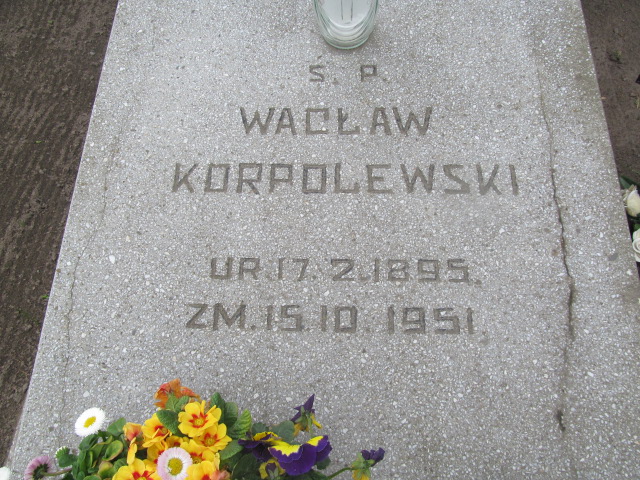 Ś. P.
WACŁAW
KORPOLEWSKI
UR. 17. 2. 1895.
ZM. 15. 10. 1951.